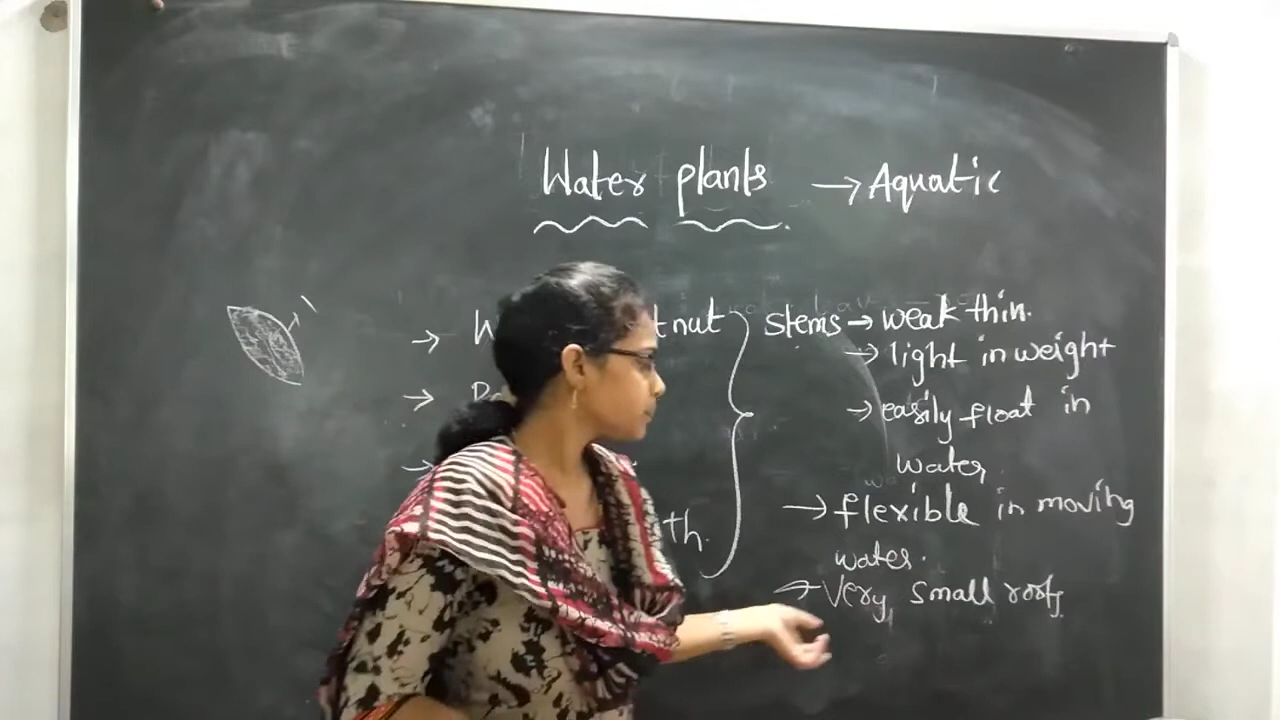 Water plants → Aquatic
→ nut } Stems → weak thin.
→ light in weight
→ easily float in
water.
→ flexible in moving
water.
→ Very small roots.